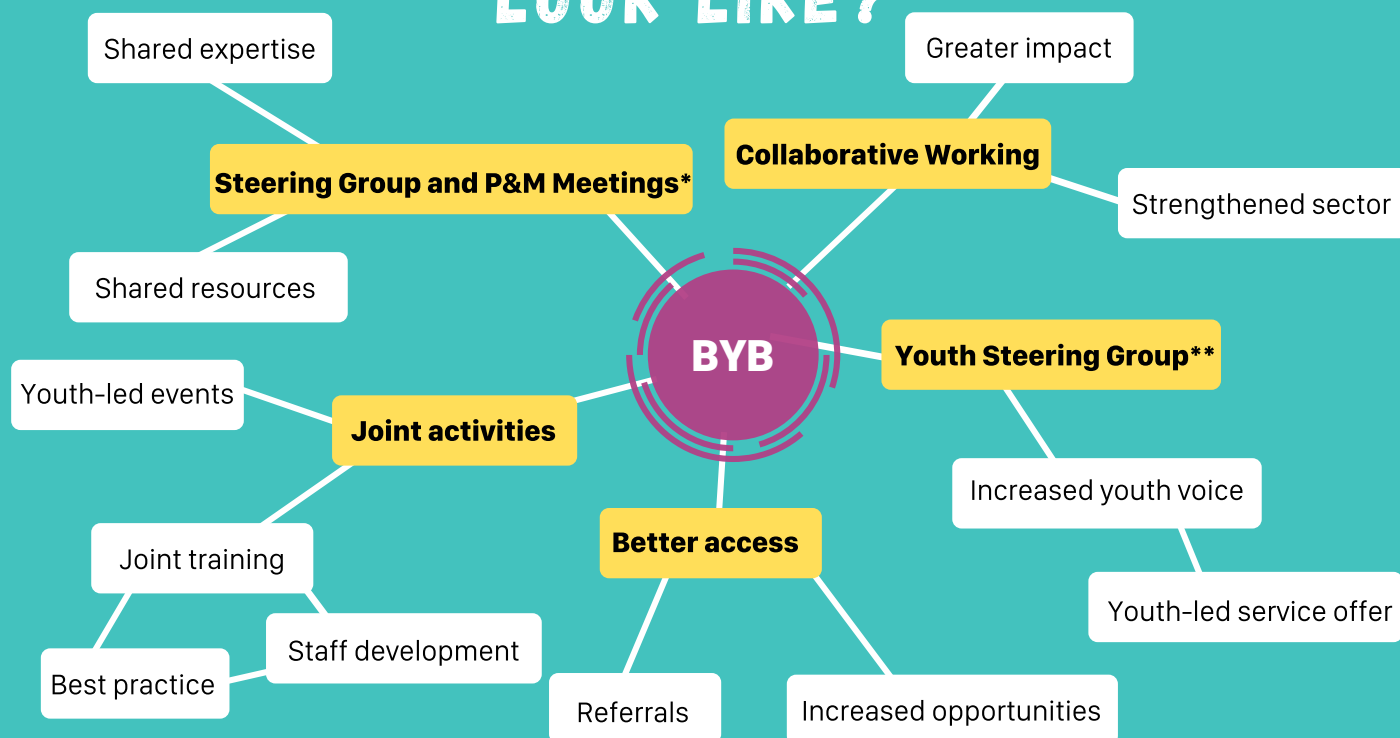 LOOK LIKE?
Shared expertise
Greater impact
Collaborative Working
Steering Group and P&M Meetings*
Strengthened sector
Shared resources
BYB
Youth Steering Group**
Youth-led events
Joint activities
Increased youth voice
Better access
Joint training
Youth-led service offer
Staff development
Best practice
Referrals
Increased opportunities